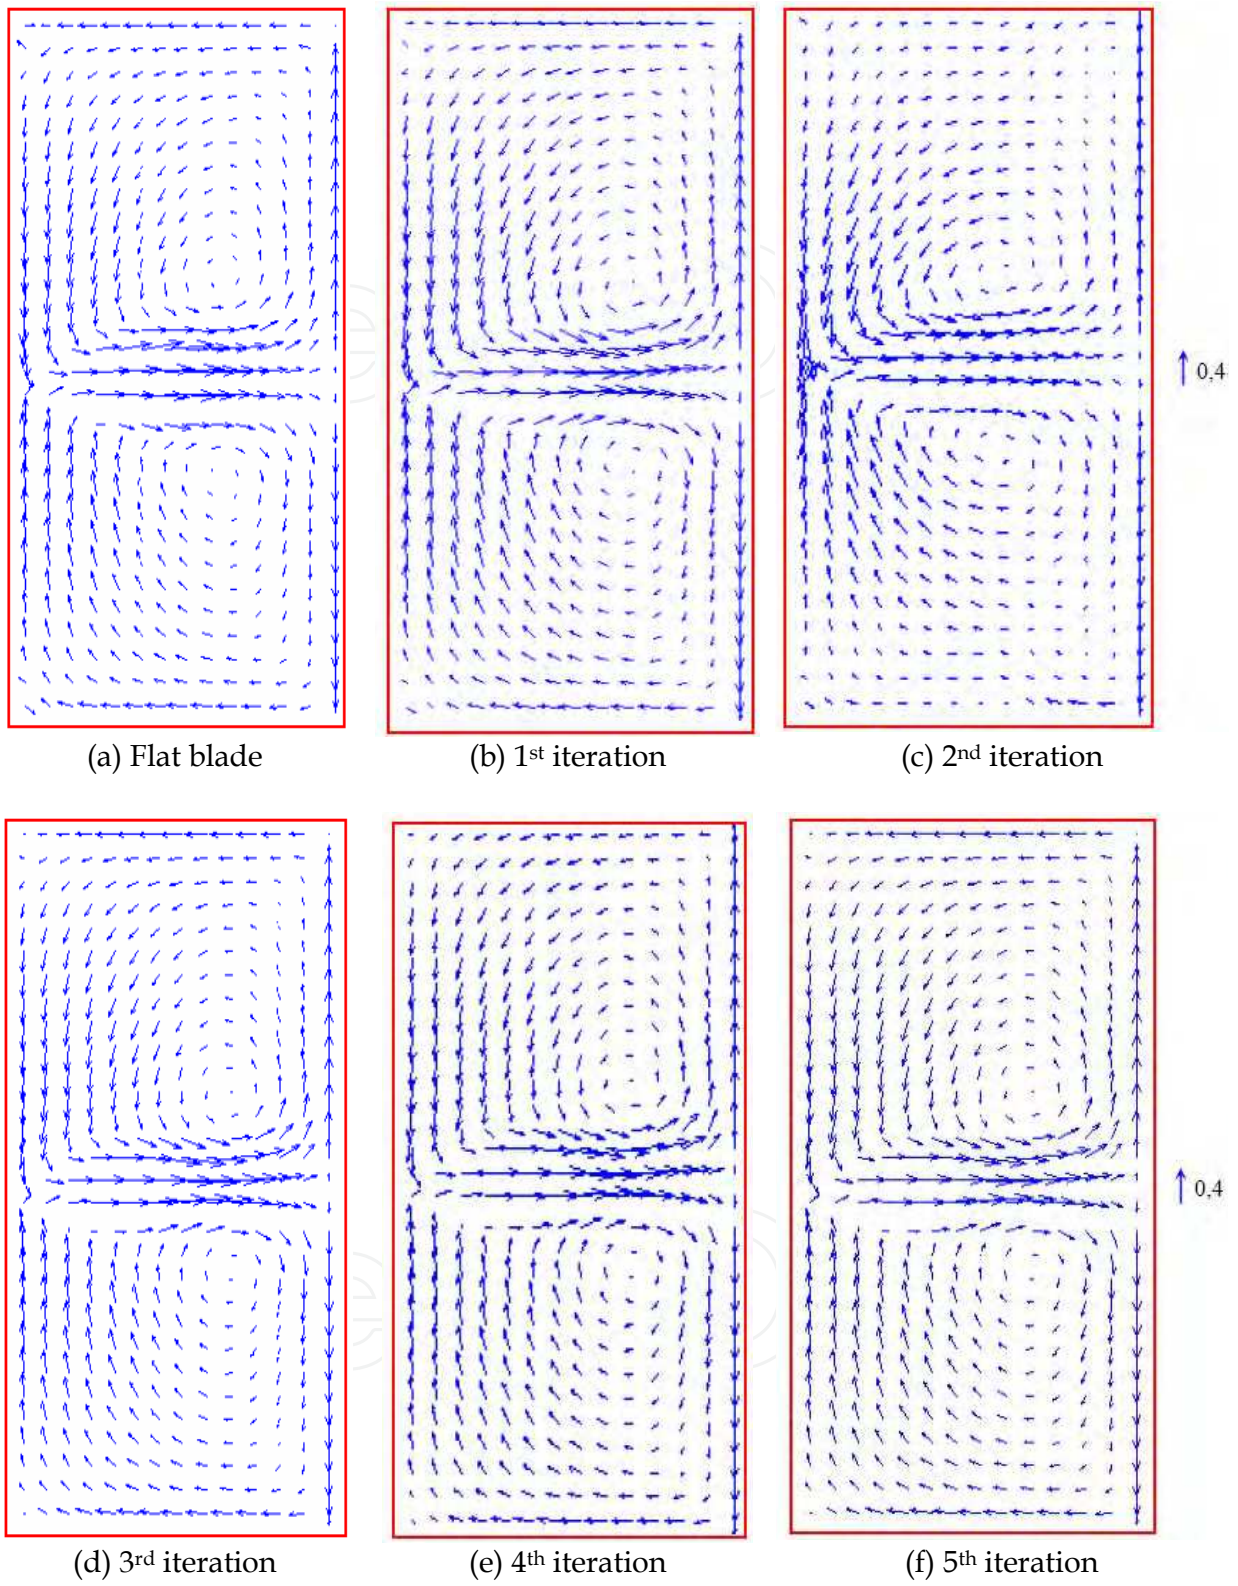 0,4
(a) Flat blade
(b) 1st iteration
(c) 2nd iteration
0,4
(d) 3rd iteration
(e) 4th iteration
(f) 5th iteration